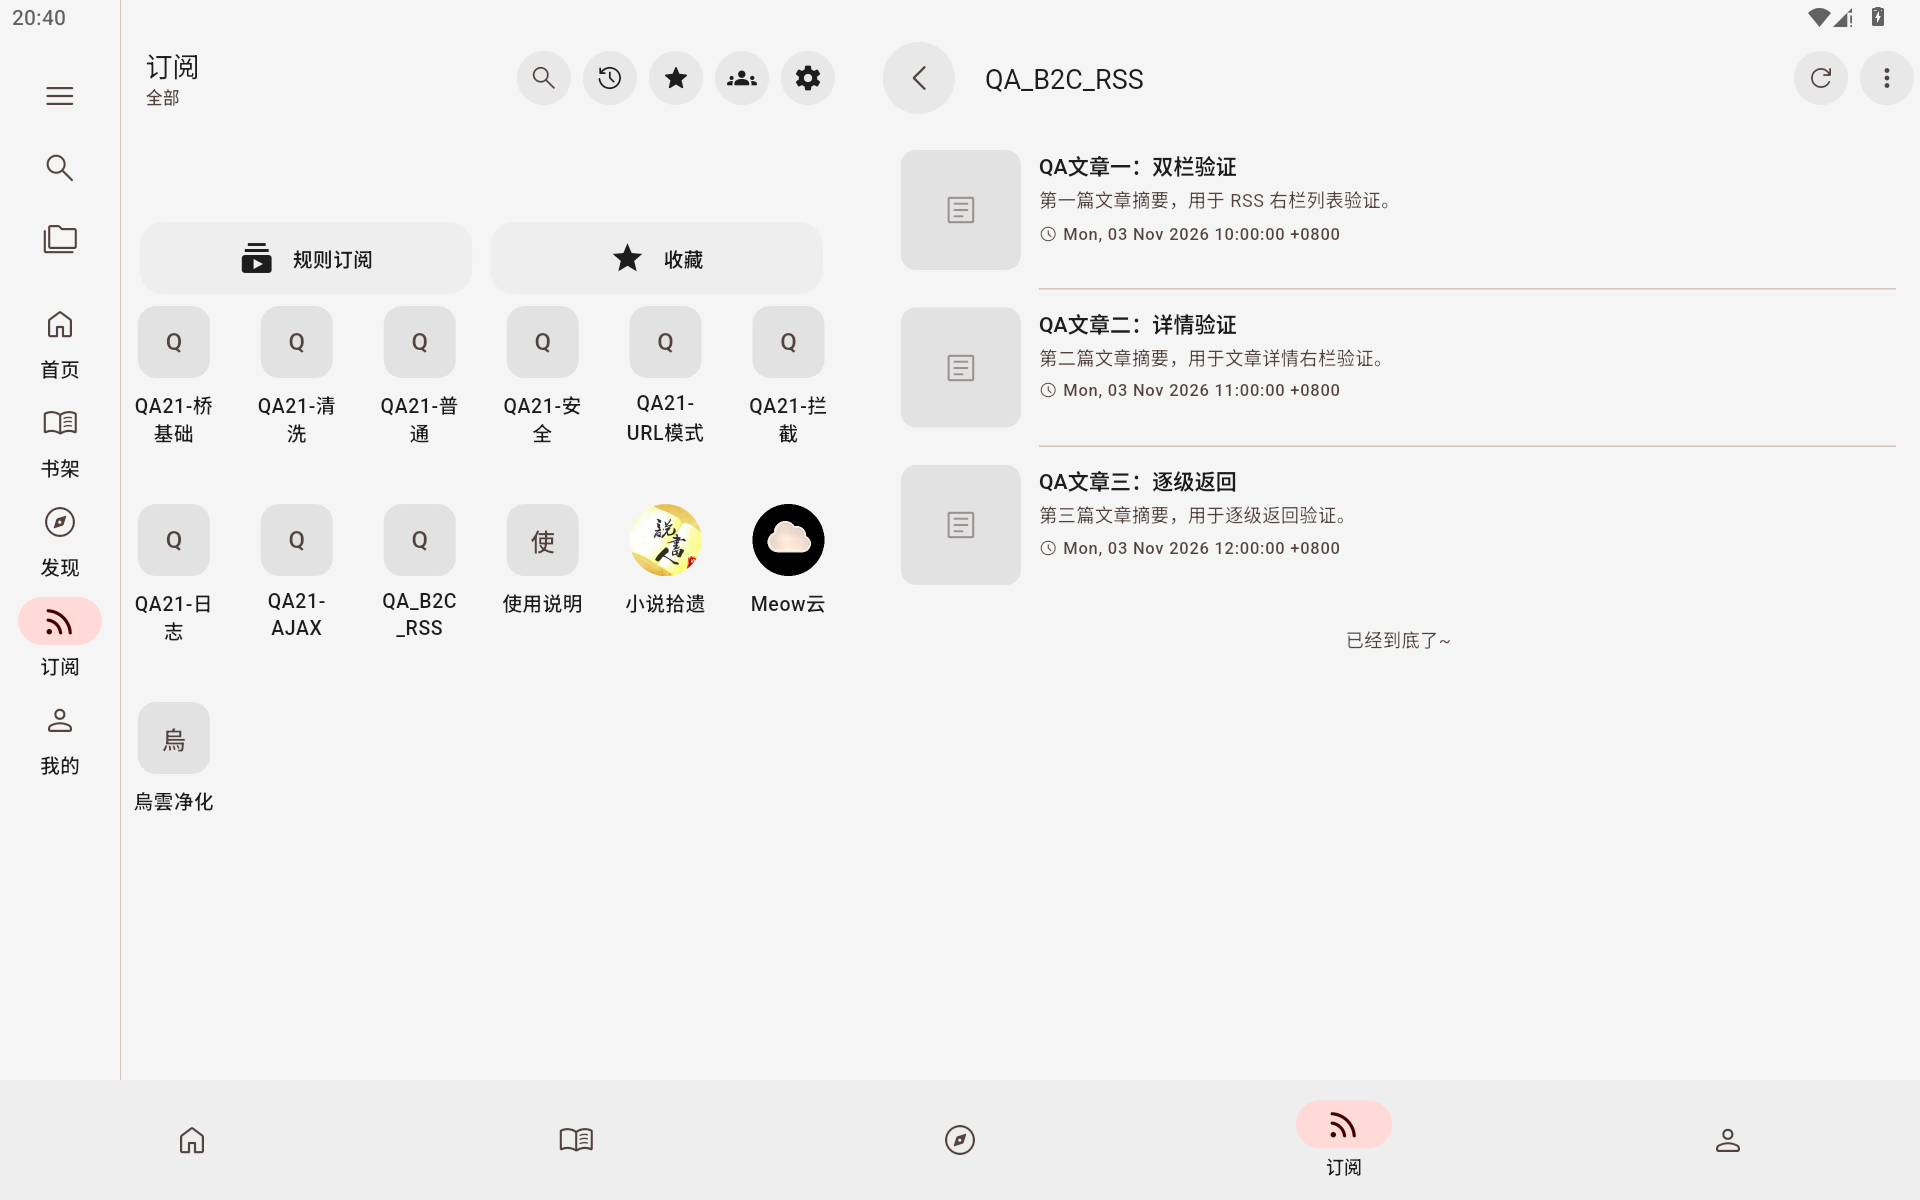 20:40
订阅
全部
首页
书架
发现
订阅
我的
规则订阅
收藏
Q
Q
Q
Q
Q
Q
QA21-桥
基础
QA21-清
洗
QA21-普
通
QA21-安
全
QA21-
URL模式
QA21-拦
截
Q
Q
Q
使
説書人
QA21-日
志
QA21-
AJAX
QA_B2C
_RSS
使用说明
小说拾遗
Meow云
烏
烏雲净化
QA_B2C_RSS
QA文章一：双栏验证
第一篇文章摘要，用于 RSS 右栏列表验证。
Mon, 03 Nov 2026 10:00:00 +0800
QA文章二：详情验证
第二篇文章摘要，用于文章详情右栏验证。
Mon, 03 Nov 2026 11:00:00 +0800
QA文章三：逐级返回
第三篇文章摘要，用于逐级返回验证。
Mon, 03 Nov 2026 12:00:00 +0800
已经到底了~
订阅